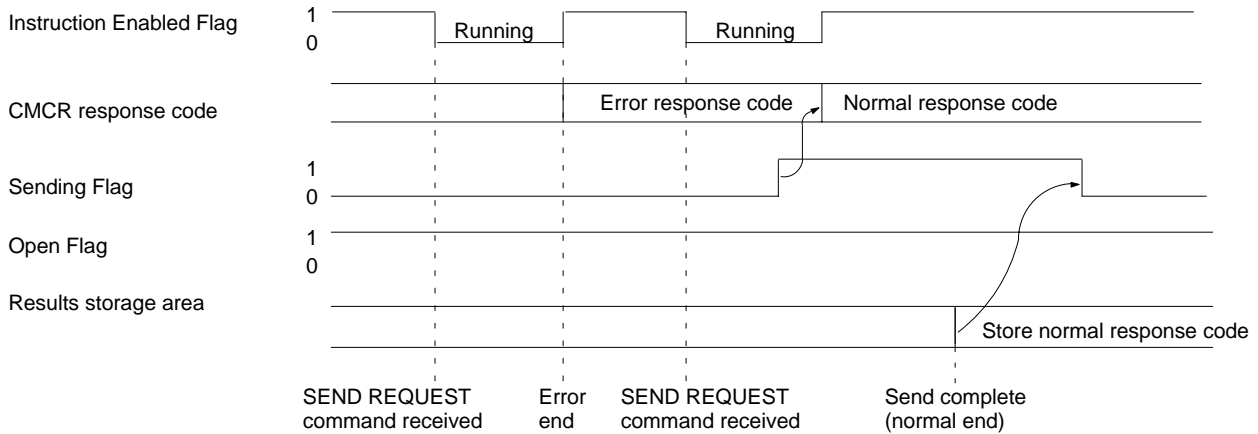 Instruction Enabled Flag
1
0
Running
Running
CMCR response code
Error response code
Normal response code
Sending Flag
1
0
Open Flag
1
0
Results storage area
Store normal response code
SEND REQUEST
command received
Error
end
SEND REQUEST
command received
Send complete
(normal end)